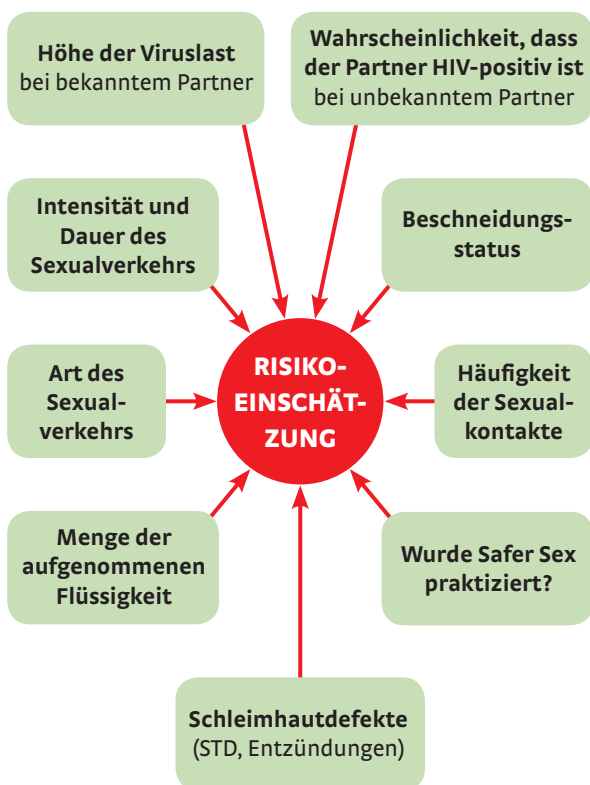 Höhe der Viruslast
bei bekanntem Partner
Wahrscheinlichkeit, dass
der Partner HIV-positiv ist
bei unbekanntem Partner
Intensität und
Dauer des
Sexualverkehrs
Beschneidungs-
status
RISIKO-
EINSCHÄT-
ZUNG
Art des
Sexual-
verkehrs
Häufigkeit
der Sexual-
kontakte
Menge der
aufgenommenen
Flüssigkeit
Wurde Safer Sex
praktiziert?
Schleimhautdefekte
(STD, Entzündungen)